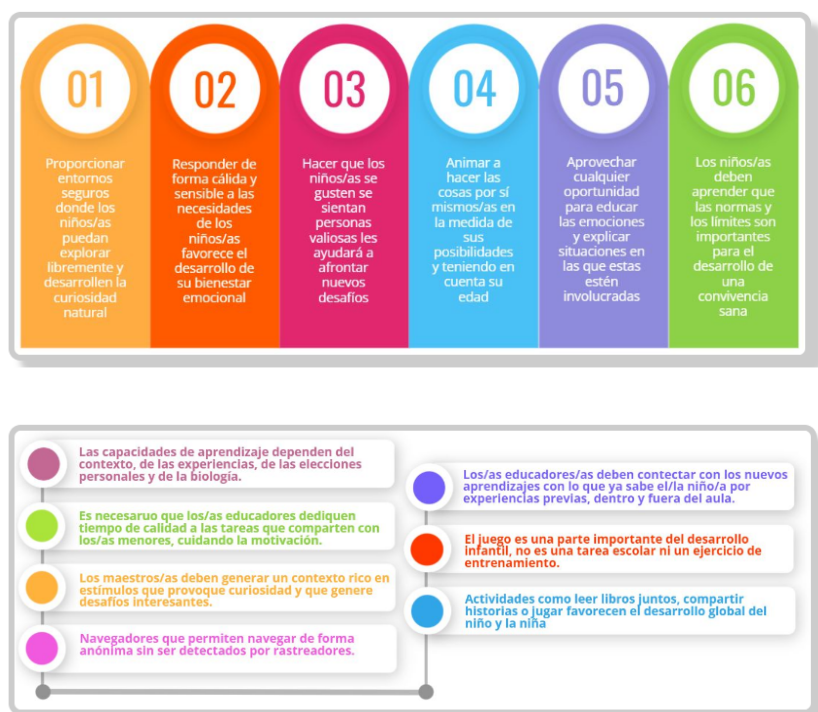 01
Proporcionar
entornos
seguros
donde los
niños/as
puedan
explorar
libremente y
desarrollen la
curiosidad
natural
02
Responder de
forma cálida y
sensible a las
necesidades
de los
niños/as
favorece el
desarrollo de
su bienestar
emocional
03
Hacer que los
niños/as se
gusten se
sientan
personas
valiosas les
ayudará a
afrontar
nuevos
desafíos
04
Animar a
hacer las
cosas por sí
mismos/as en
la medida de
sus
posibilidades
y teniendo en
cuenta su
edad
05
Aprovechar
cualquier
oportunidad
para educar
las emociones
y explicar
situaciones en
las que estas
estén
involucradas
06
Los niños/as
deben
aprender que
las normas y
los límites son
importantes
para el
desarrollo de
una
convivencia
sana
Las capacidades de aprendizaje dependen del
contexto, de las experiencias, de las elecciones
personales y de la biología.
Es necesaruo que los/as educadores dediquen
tiempo de calidad a las tareas que comparten con
los/as menores, cuidando la motivación.
Los maestros/as deben generar un contexto rico en
estímulos que provoque curiosidad y que genere
desafíos interesantes.
Navegadores que permiten navegar de forma
anónima sin ser detectados por rastreadores.
Los/as educadores/as deben contectar con los nuevos
aprendizajes con lo que ya sabe el/la niño/a por
experiencias previas, dentro y fuera del aula.
El juego es una parte importante del desarrollo
infantil, no es una tarea escolar ni un ejercicio de
entrenamiento.
Actividades como leer libros juntos, compartir
historias o jugar favorecen el desarrollo global del
niño y la niña